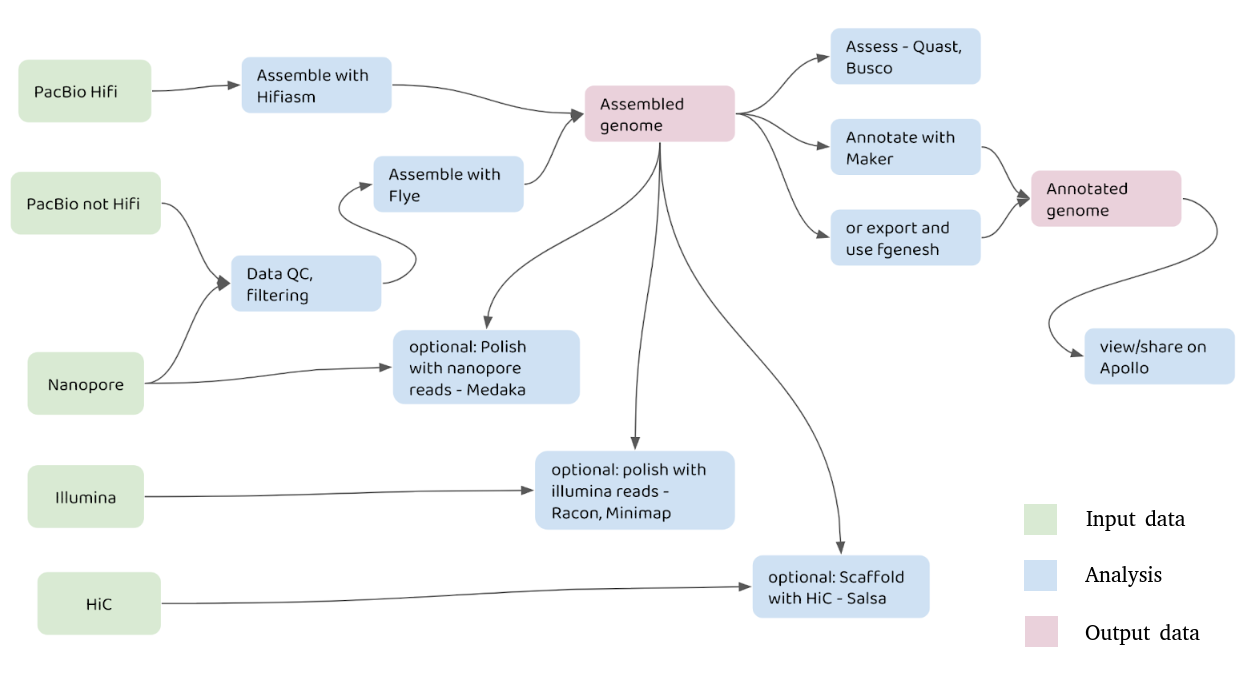 PacBio Hifi
Assemble with
Hifiasm
Assembled
genome
Assess - Quast,
Busco
Annotate with
Maker
or export and
use fgenesh
Annotated
genome
view/share on
Apollo
PacBio not Hifi
Assemble with
Flye
Data QC,
filtering
Nanopore
optional: Polish
with nanopore
reads - Medaka
Illumina
optional: polish with
illumina reads -
Racon, Minimap
HiC
optional: Scaffold
with HiC - Salsa
Input data
Analysis
Output data